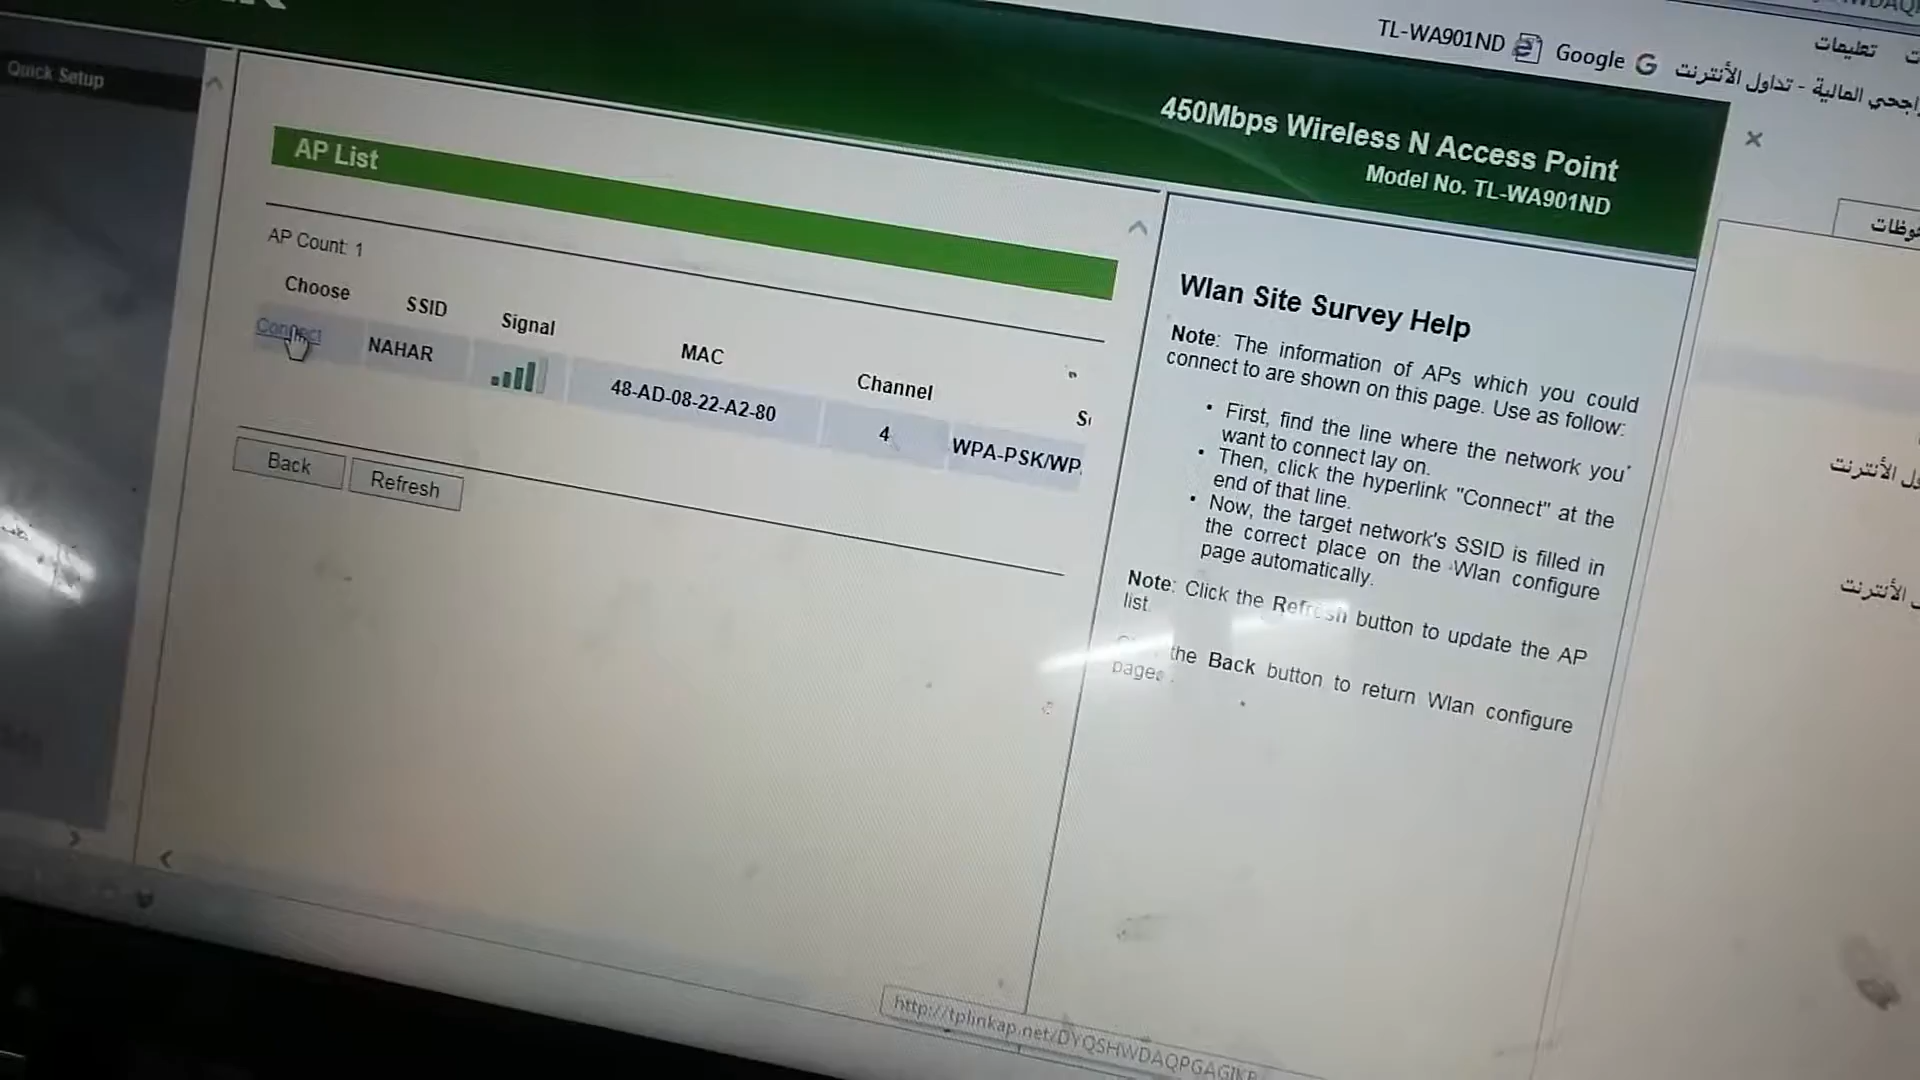 TL-WA901ND
Google
تعليمات
تداول الأنترنت - راجحي المالية
450Mbps Wireless N Access Point
Model No. TL-WA901ND
Quick Setup
AP List
AP Count: 1
Choose SSID Signal MAC Channel
Connect NAHAR 48-AD-08-22-A2-80 4 WPA-PSK/WP
Back Refresh
Wlan Site Survey Help
Note: The information of APs which you could
connect to are shown on this page. Use as follow:
• First, find the line where the network you
want to connect lay on.
• Then, click the hyperlink "Connect" at the
end of that line.
• Now, the target network's SSID is filled in
the correct place on the Wlan configure
page automatically.
Note: Click the Refresh button to update the AP
list.
the Back button to return Wlan configure
page
الأنترنت
الأنترنت
http://tplinkap.net/DYQSHWDAQPGAGIKP